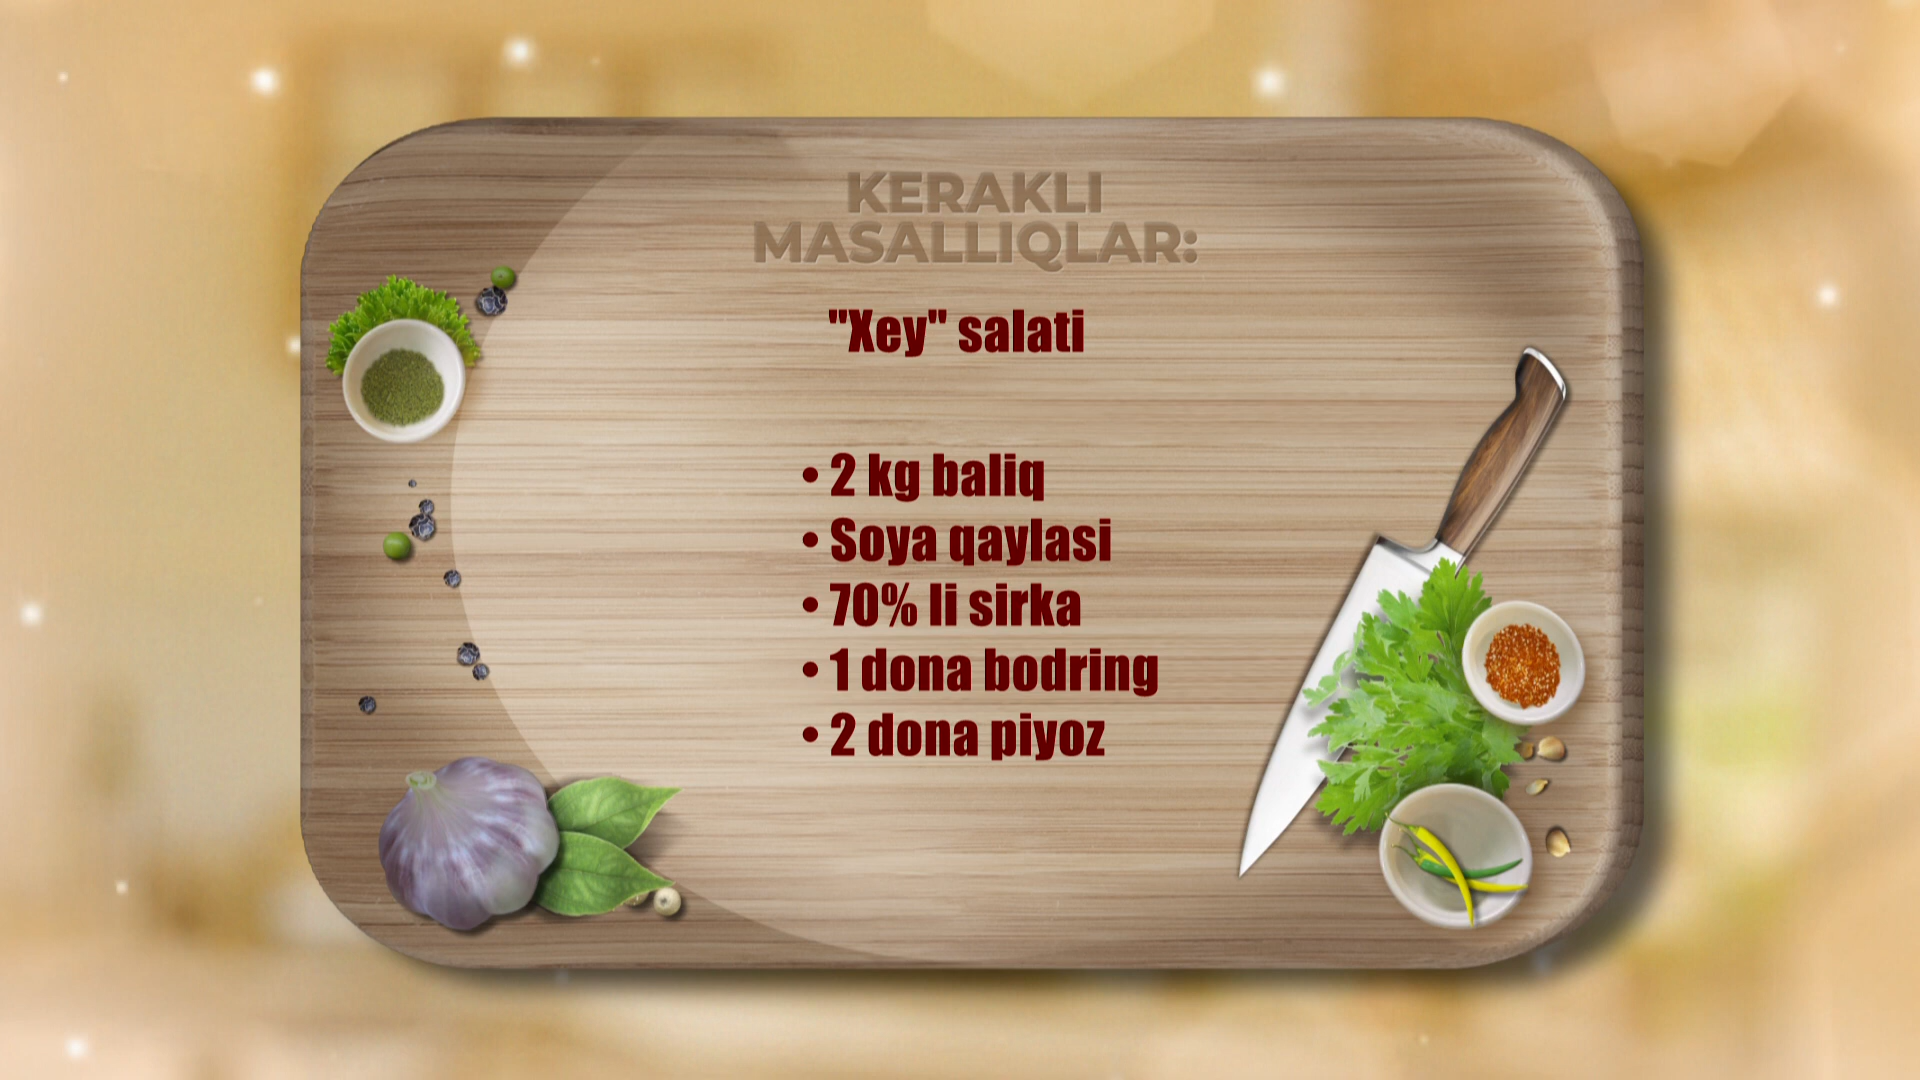 KERAKLI
MASALLIQLAR:
"Xey" salati
• 2 kg baliq
• Soya qaylasi
• 70% li sirka
• 1 dona bodring
• 2 dona piyoz